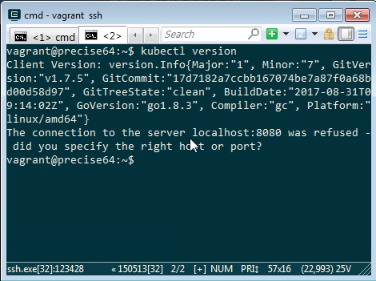 cmd - vagrant ssh
<1> cmd
<2> vagrant
Search
vagrant@precise64:~$ kubectl version
Client Version: version.Info{Major:"1", Minor:"7", GitVer
sion:"v1.7.5", GitCommit:"17d7182a7ccbb167074be7a87f0a68b
d00d58d97", GitTreeState:"clean", BuildDate:"2017-08-31T0
9:14:02Z", GoVersion:"go1.8.3", Compiler:"gc", Platform:"
linux/amd64"}
The connection to the server localhost:8080 was refused -
did you specify the right host or port?
vagrant@precise64:~$
ssh.exe[32]:123428 « 150513[32] 2/2 [+] NUM PRI‡ 57x16 (22,993) 25V